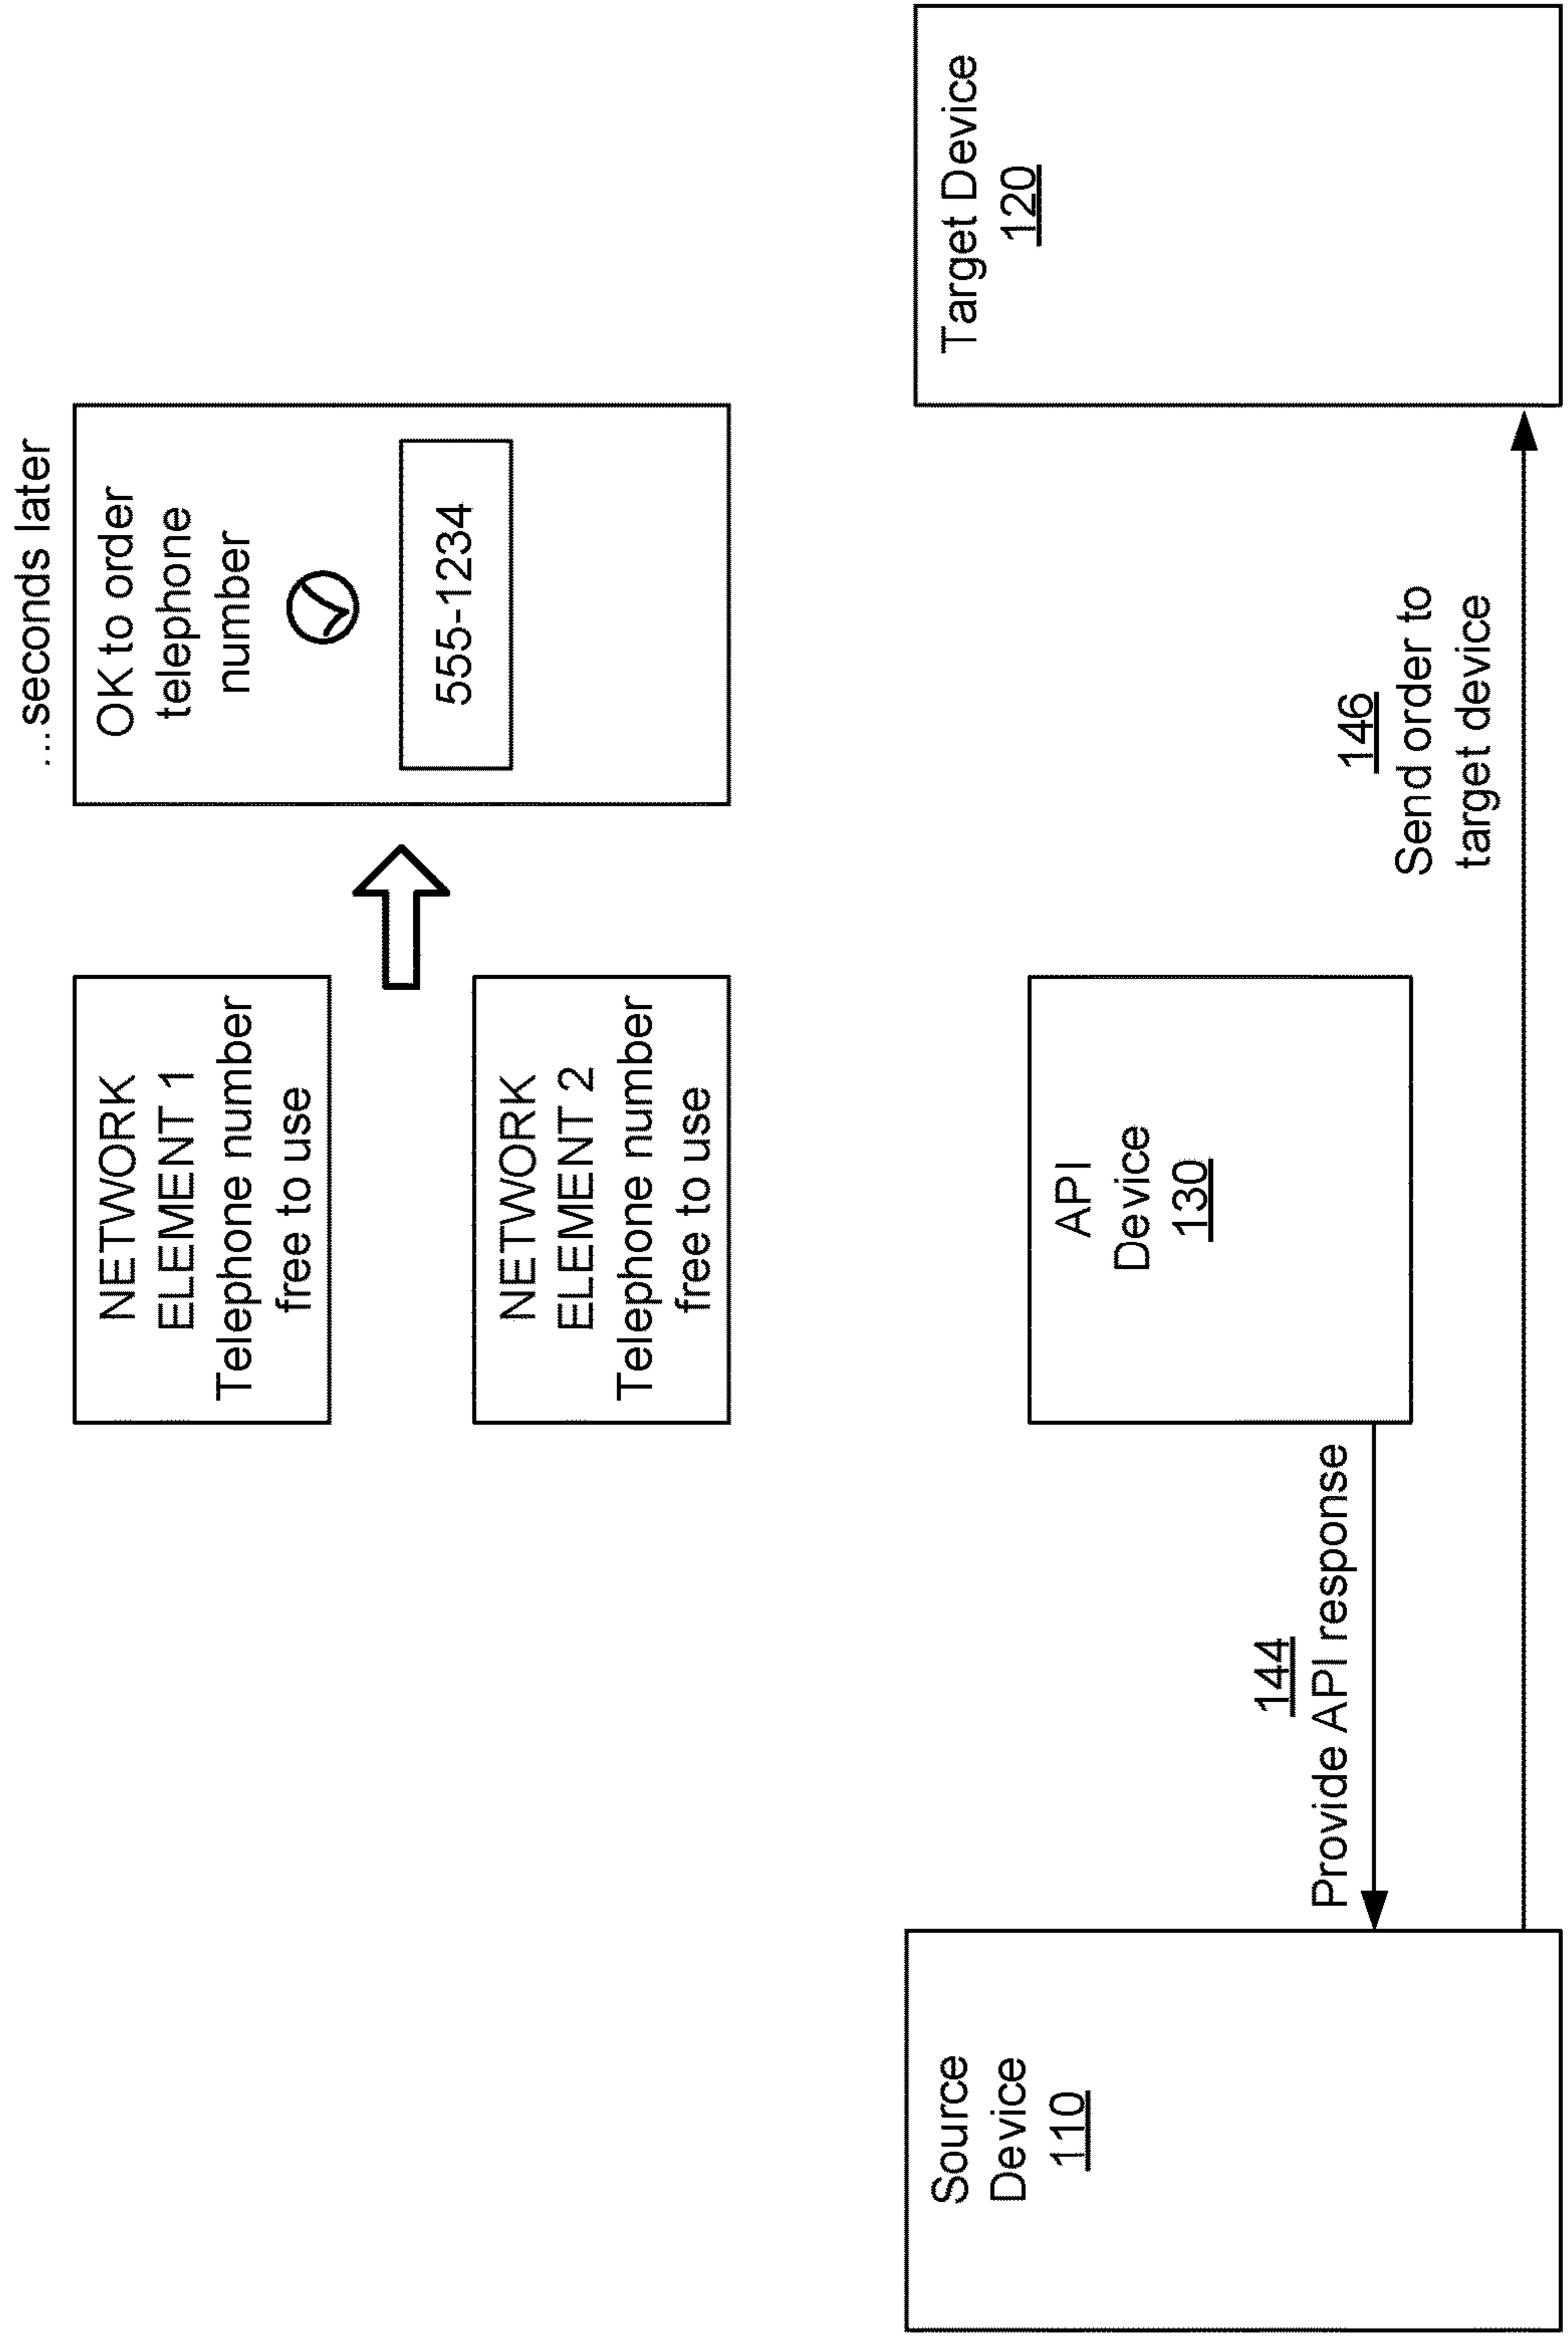 NETWORK
ELEMENT 1
Telephone number
free to use
NETWORK
ELEMENT 2
Telephone number
free to use
...seconds later
OK to order
telephone
number
555-1234
Source
Device
110
144
Provide API response
API
Device
130
146
Send order to
target device
Target Device
120